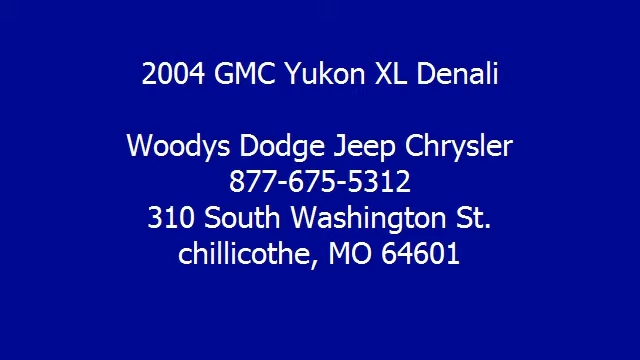 2004 GMC Yukon XL Denali
Woodys Dodge Jeep Chrysler
877-675-5312
310 South Washington St.
chillicothe, MO 64601